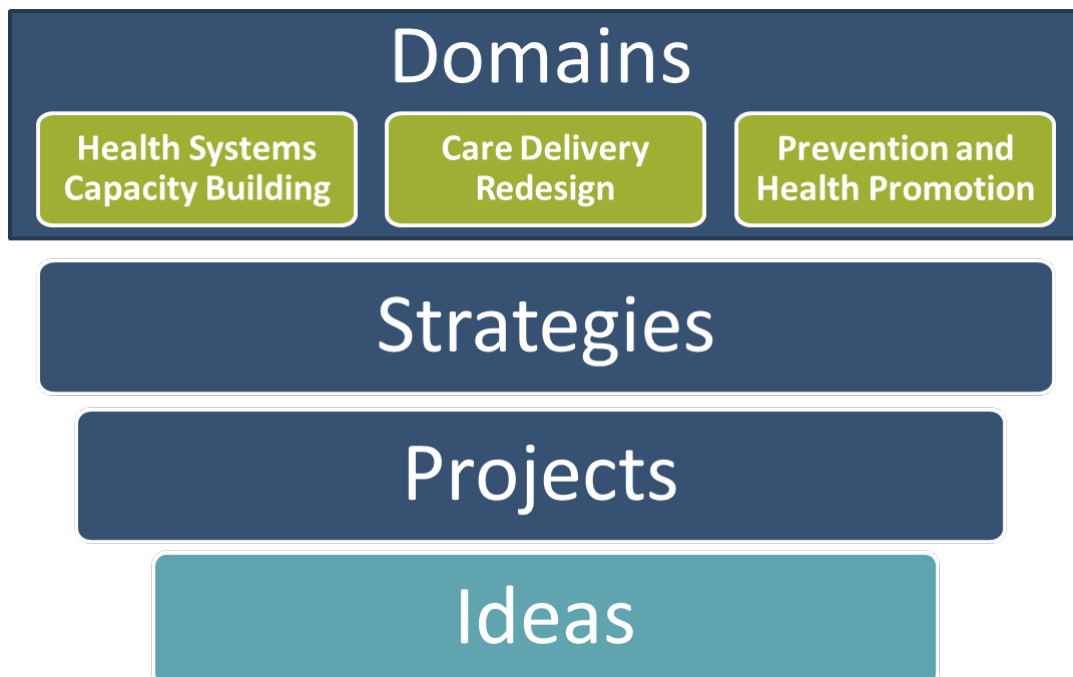 Domains
Health Systems
Capacity Building
Care Delivery
Redesign
Prevention and
Health Promotion
Strategies
Projects
Ideas